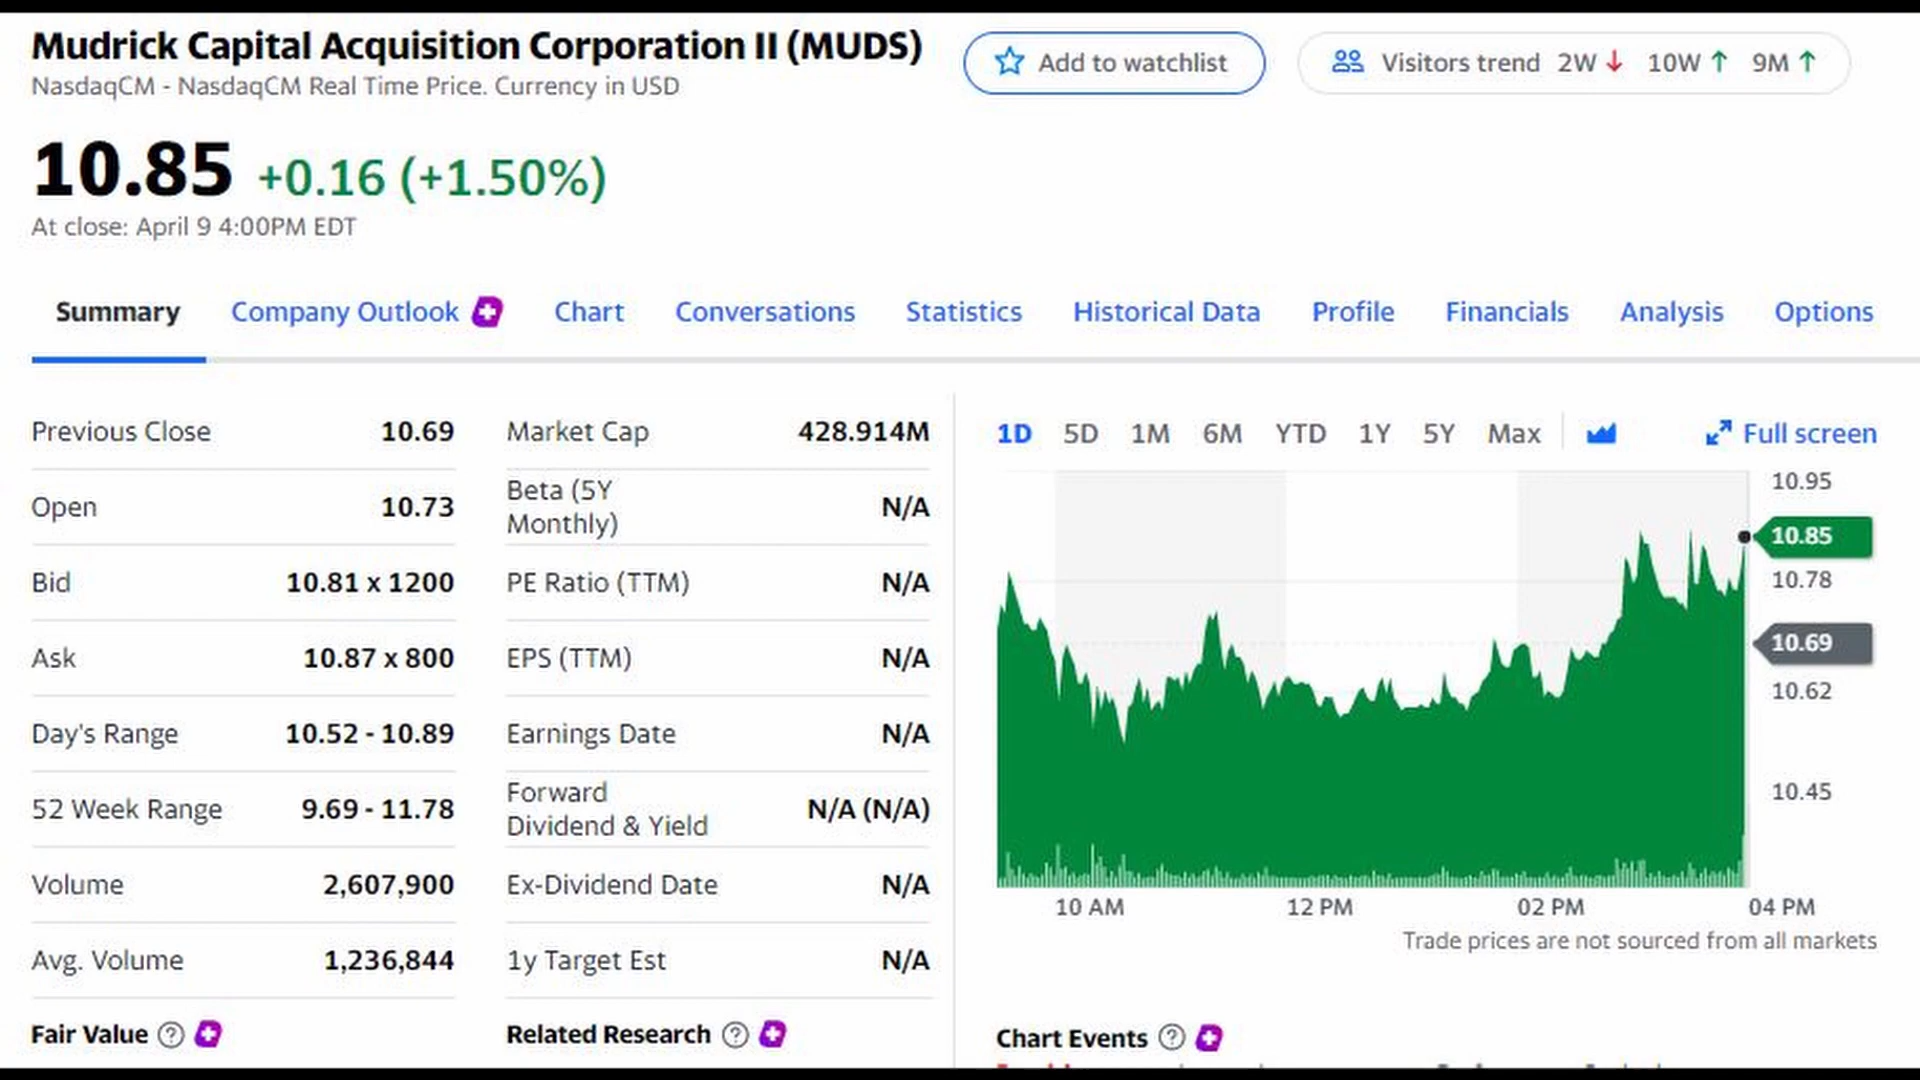 Mudrick Capital Acquisition Corporation II (MUDS)
NasdaqCM - NasdaqCM Real Time Price. Currency in USD
Add to watchlist
Visitors trend 2W ↓ 10W ↑ 9M ↑
10.85 +0.16 (+1.50%)
At close: April 9 4:00PM EDT
Summary Company Outlook Chart Conversations Statistics Historical Data Profile Financials Analysis Options
Previous Close 10.69
Open 10.73
Bid 10.81 x 1200
Ask 10.87 x 800
Day's Range 10.52 - 10.89
52 Week Range 9.69 - 11.78
Volume 2,607,900
Avg. Volume 1,236,844
Fair Value
Market Cap 428.914M
Beta (5Y
Monthly) N/A
PE Ratio (TTM) N/A
EPS (TTM) N/A
Earnings Date N/A
Forward
Dividend & Yield N/A (N/A)
Ex-Dividend Date N/A
1y Target Est N/A
Related Research
1D 5D 1M 6M YTD 1Y 5Y Max Full screen
10.95
10.85
10.78
10.69
10.62
10.45
10 AM 12 PM 02 PM 04 PM
Trade prices are not sourced from all markets
Chart Events